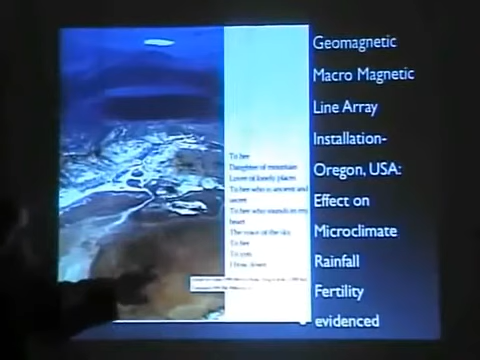 Geomagnetic
Macro Magnetic
Line Array
Installation-
Oregon, USA:
Effect on
Microclimate
Rainfall
Fertility
evidenced
To her
Daughter of mountain
Lover of lonely places
To her who is ancient and
secret
To her who sounds in my
heart
The voice of the sky
To her
To you
I bow, down